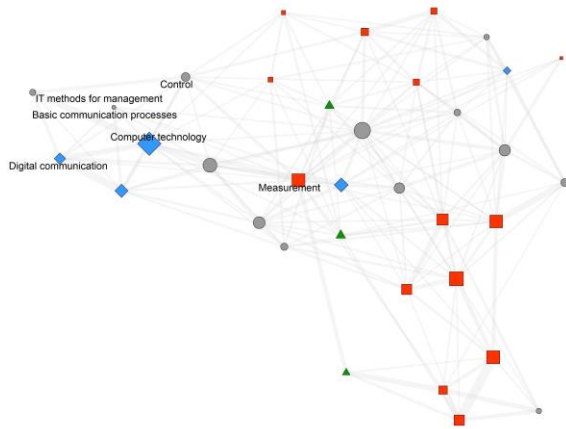 Control
IT methods for management
Basic communication processes
Computer technology
Digital communication
Measurement